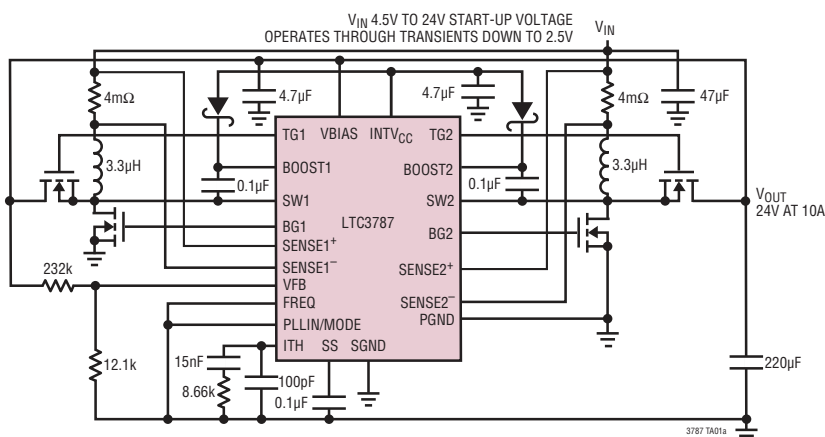 VIN 4.5V TO 24V START-UP VOLTAGE
OPERATES THROUGH TRANSIENTS DOWN TO 2.5V
VIN
4mΩ
4.7µF
4.7µF
4mΩ
47µF
TG1
VBIAS
INTVCC
TG2
3.3µH
BOOST1
BOOST2
3.3µH
0.1µF
0.1µF
SW1
LTC3787
SW2
VOUT
24V AT 10A
BG1
BG2
SENSE1+
SENSE1–
SENSE2+
232k
VFB
FREQ
SENSE2–
PGND
PLLIN/MODE
ITH
SS
SGND
12.1k
15nF
8.66k
100pF
0.1µF
220µF
3787 TA01a